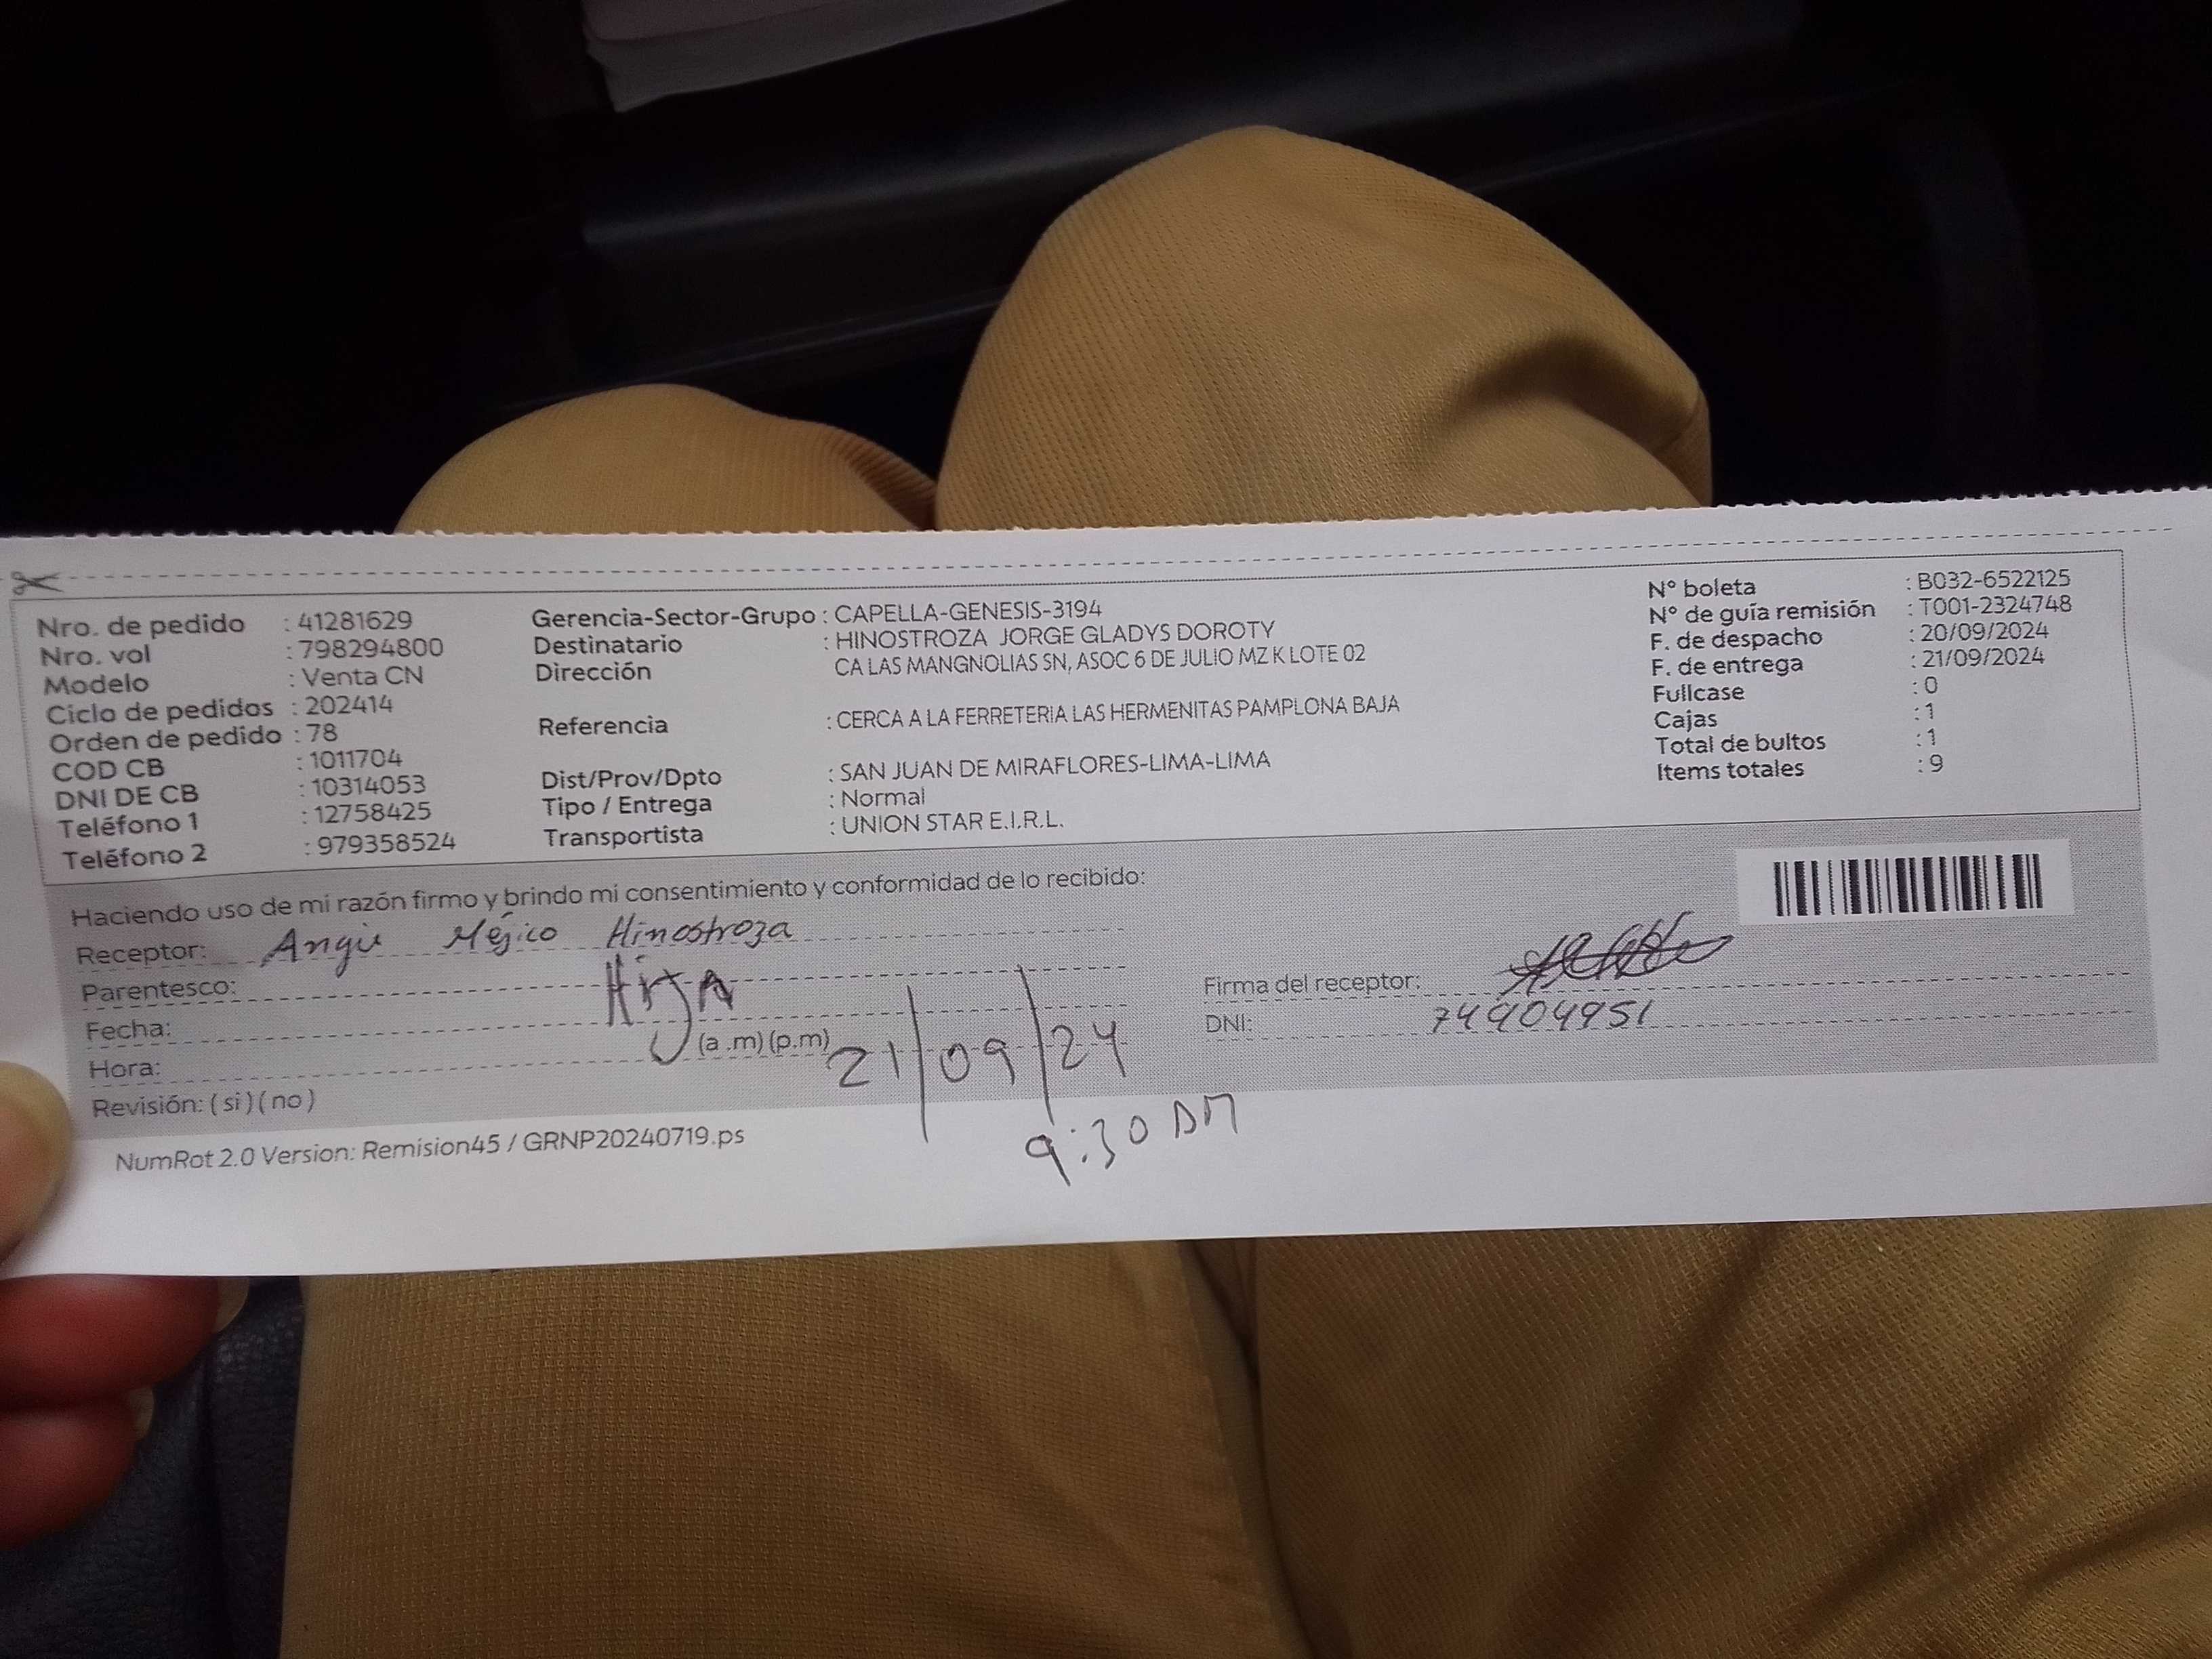 Nro. de pedido : 41281629
Nro. vol : 798294800
Modelo : Venta CN
Ciclo de pedidos : 202414
Orden de pedido : 78
COD CB : 1011704
DNI DE CB : 10314053
Teléfono 1 : 12758425
Teléfono 2 : 979358524
Gerencia-Sector-Grupo : CAPELLA-GENESIS-3194
Destinatario : HINOSTROZA JORGE GLADYS DOROTY
Dirección CA LAS MANGNOLIAS SN, ASOC 6 DE JULIO MZ K LOTE 02
Referencia : CERCA A LA FERRETERIA LAS HERMENITAS PAMPLONA BAJA
Dist/Prov/Dpto : SAN JUAN DE MIRAFLORES-LIMA-LIMA
Tipo / Entrega : Normal
Transportista : UNION STAR E.I.R.L.
N° boleta : B032-6522125
N° de guía remisión : T001-2324748
F. de despacho : 20/09/2024
F. de entrega : 21/09/2024
Fullcase : 0
Cajas : 1
Total de bultos : 1
Items totales : 9
Haciendo uso de mi razón firmo y brindo mi consentimiento y conformidad de lo recibido:
Receptor: Angie Méjico Hinostroza
Parentesco: HIJA
Fecha: 21/09/24
Hora: (a.m)(p.m) 9:30 AM
Revisión: (si)(no)
Firma del receptor:
DNI: 74904951
NumRot 2.0 Version: Remision45 / GRNP20240719.ps